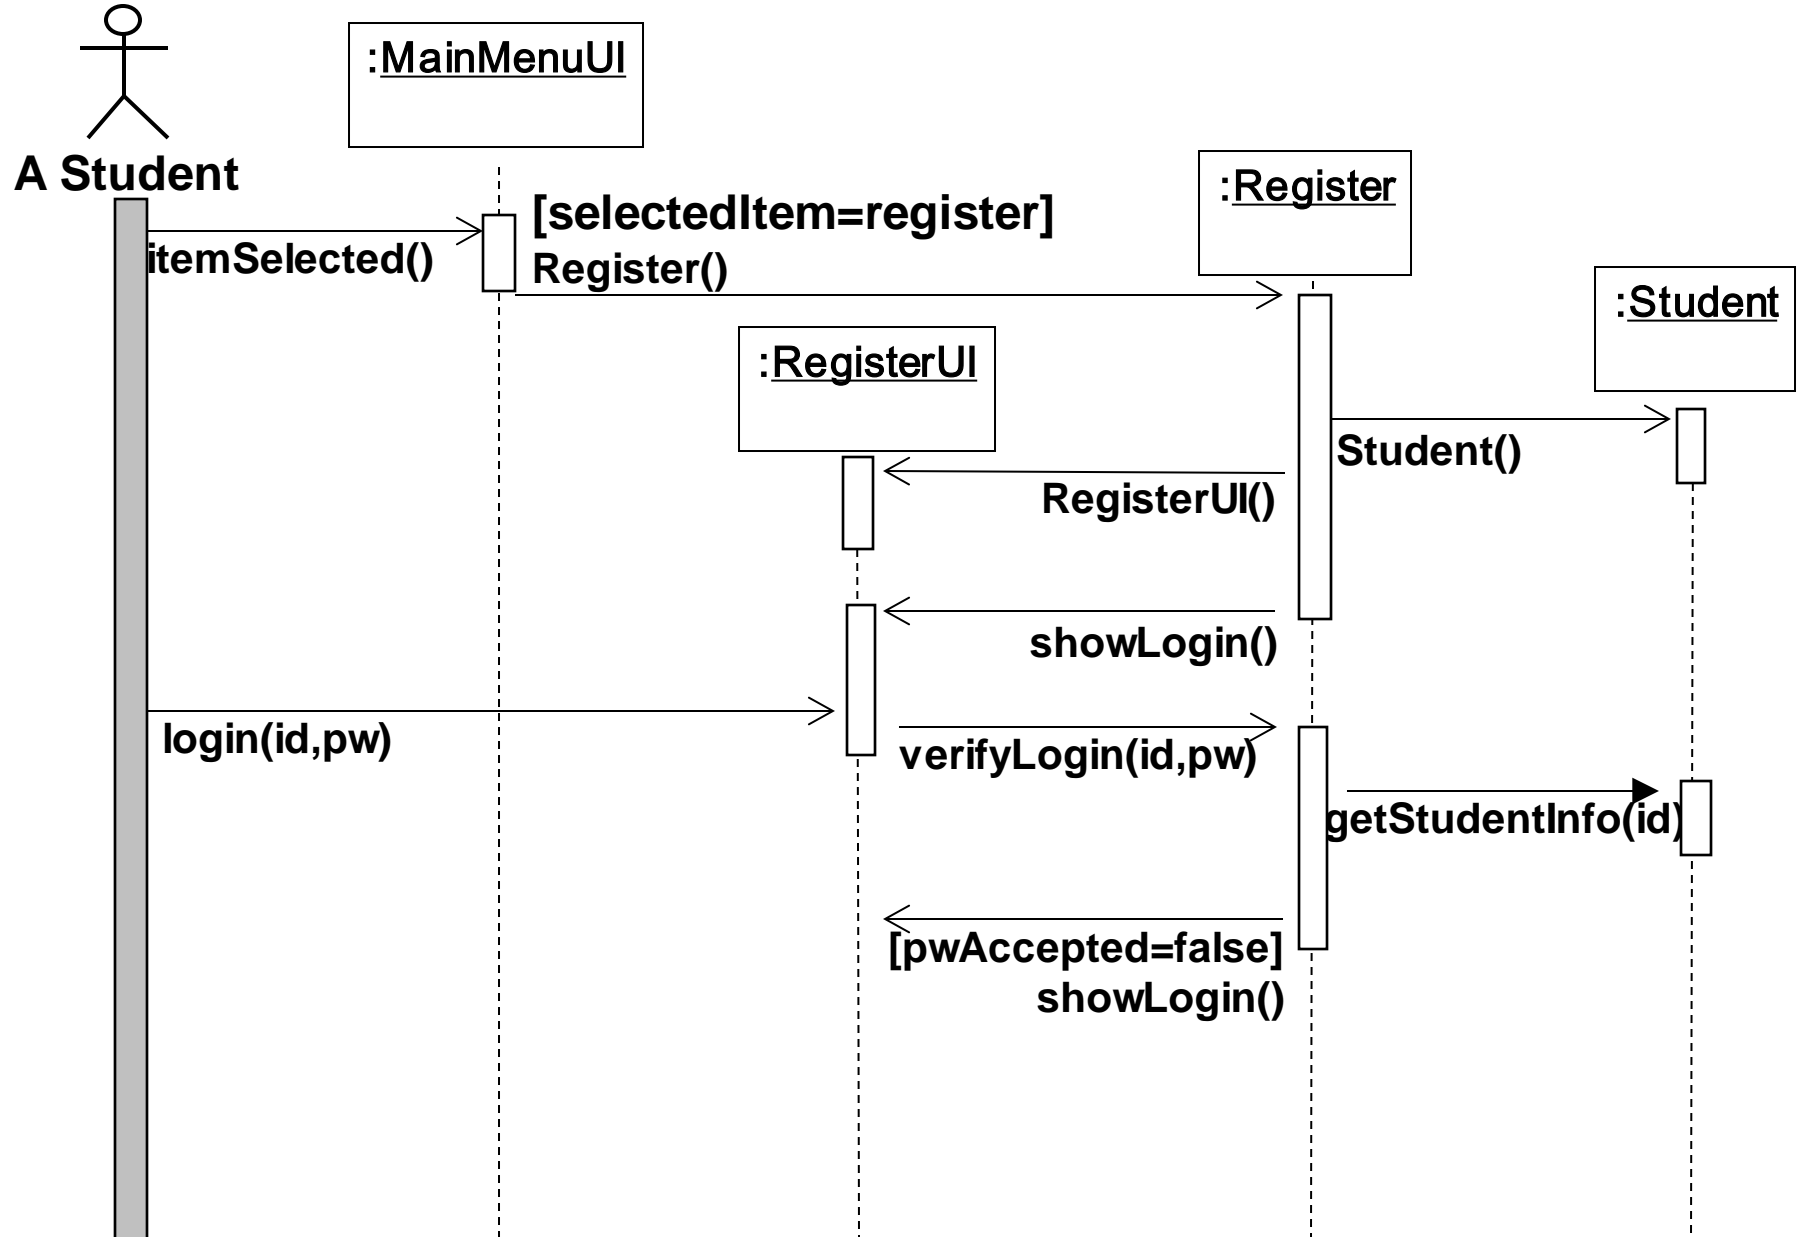 :MainMenuUI
A Student
:Register
[selectedItem=register]
itemSelected()
Register()
:Student
:RegisterUI
Student()
RegisterUI()
showLogin()
login(id,pw)
verifyLogin(id,pw)
getStudentInfo(id)
[pwAccepted=false]
showLogin()